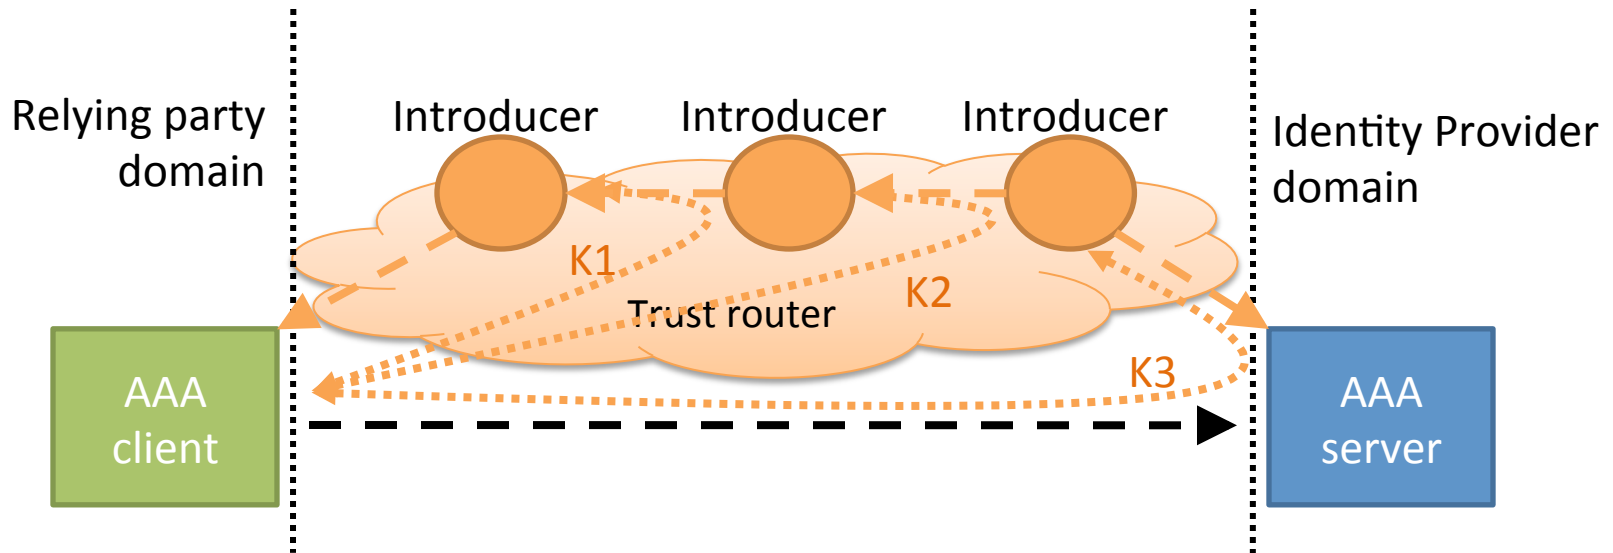 Relying party
domain
Introducer
Introducer
Introducer
Identity Provider
domain
K1
K2
Trust router
K3
AAA
client
AAA
server